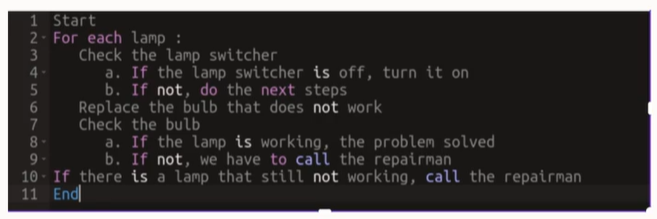 1 Start
2 For each lamp :
3 Check the lamp switcher
4 a. If the lamp switcher is off, turn it on
5 b. If not, do the next steps
6 Replace the bulb that does not work
7 Check the bulb
8 a. If the lamp is working, the problem solved
9 b. If not, we have to call the repairman
10 If there is a lamp that still not working, call the repairman
11 End